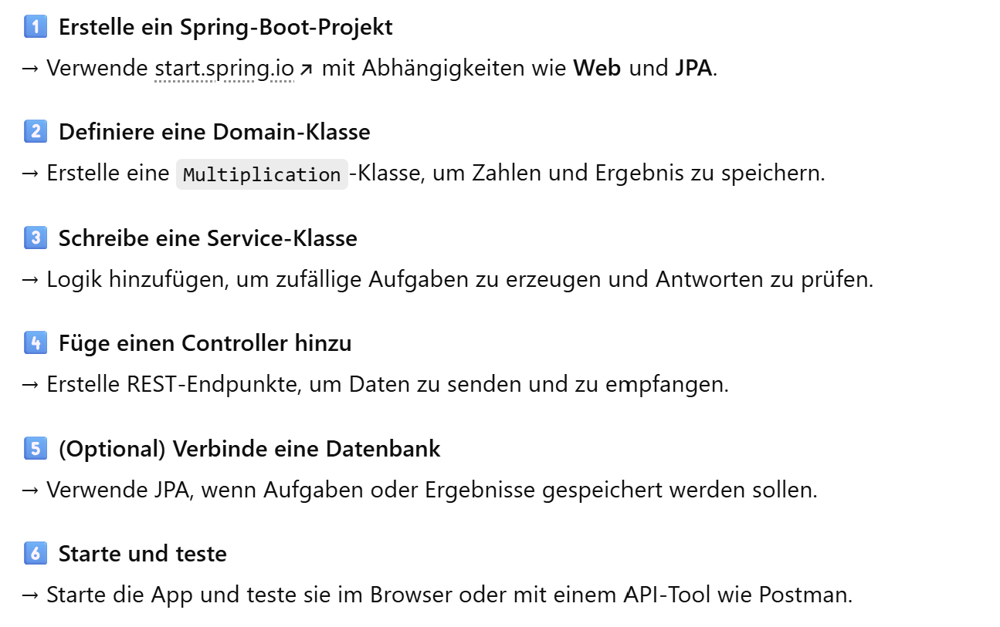 1 Erstelle ein Spring-Boot-Projekt
→ Verwende start.spring.io↗ mit Abhängigkeiten wie Web und JPA.
2 Definiere eine Domain-Klasse
→ Erstelle eine Multiplication-Klasse, um Zahlen und Ergebnis zu speichern.
3 Schreibe eine Service-Klasse
→ Logik hinzufügen, um zufällige Aufgaben zu erzeugen und Antworten zu prüfen.
4 Füge einen Controller hinzu
→ Erstelle REST-Endpunkte, um Daten zu senden und zu empfangen.
5 (Optional) Verbinde eine Datenbank
→ Verwende JPA, wenn Aufgaben oder Ergebnisse gespeichert werden sollen.
6 Starte und teste
→ Starte die App und teste sie im Browser oder mit einem API-Tool wie Postman.